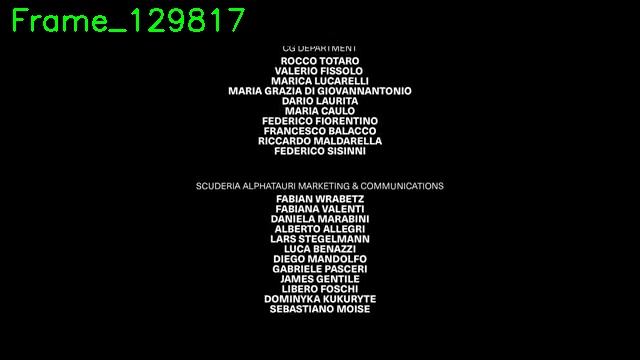 Frame_129817
CG DEPARTMENT
ROCCO TOTARO
VALERIO FISSOLO
MARICA LUCARELLI
MARIA GRAZIA DI GIOVANNANTONIO
DARIO LAURITA
MARIA CAULO
FEDERICO FIORENTINO
FRANCESCO BALACCO
RICCARDO MALDARELLA
FEDERICO SISINNI
SCUDERIA ALPHATAURI MARKETING & COMMUNICATIONS
FABIAN WRABETZ
FABIANA VALENTI
DANIELA MARABINI
ALBERTO ALLEGRI
LARS STEGELMANN
LUCA BENAZZI
DIEGO MANDOLFO
GABRIELE PASCERI
JAMES GENTILE
LIBERO FOSCHI
DOMINYKA KUKURYTE
SEBASTIANO MOISE